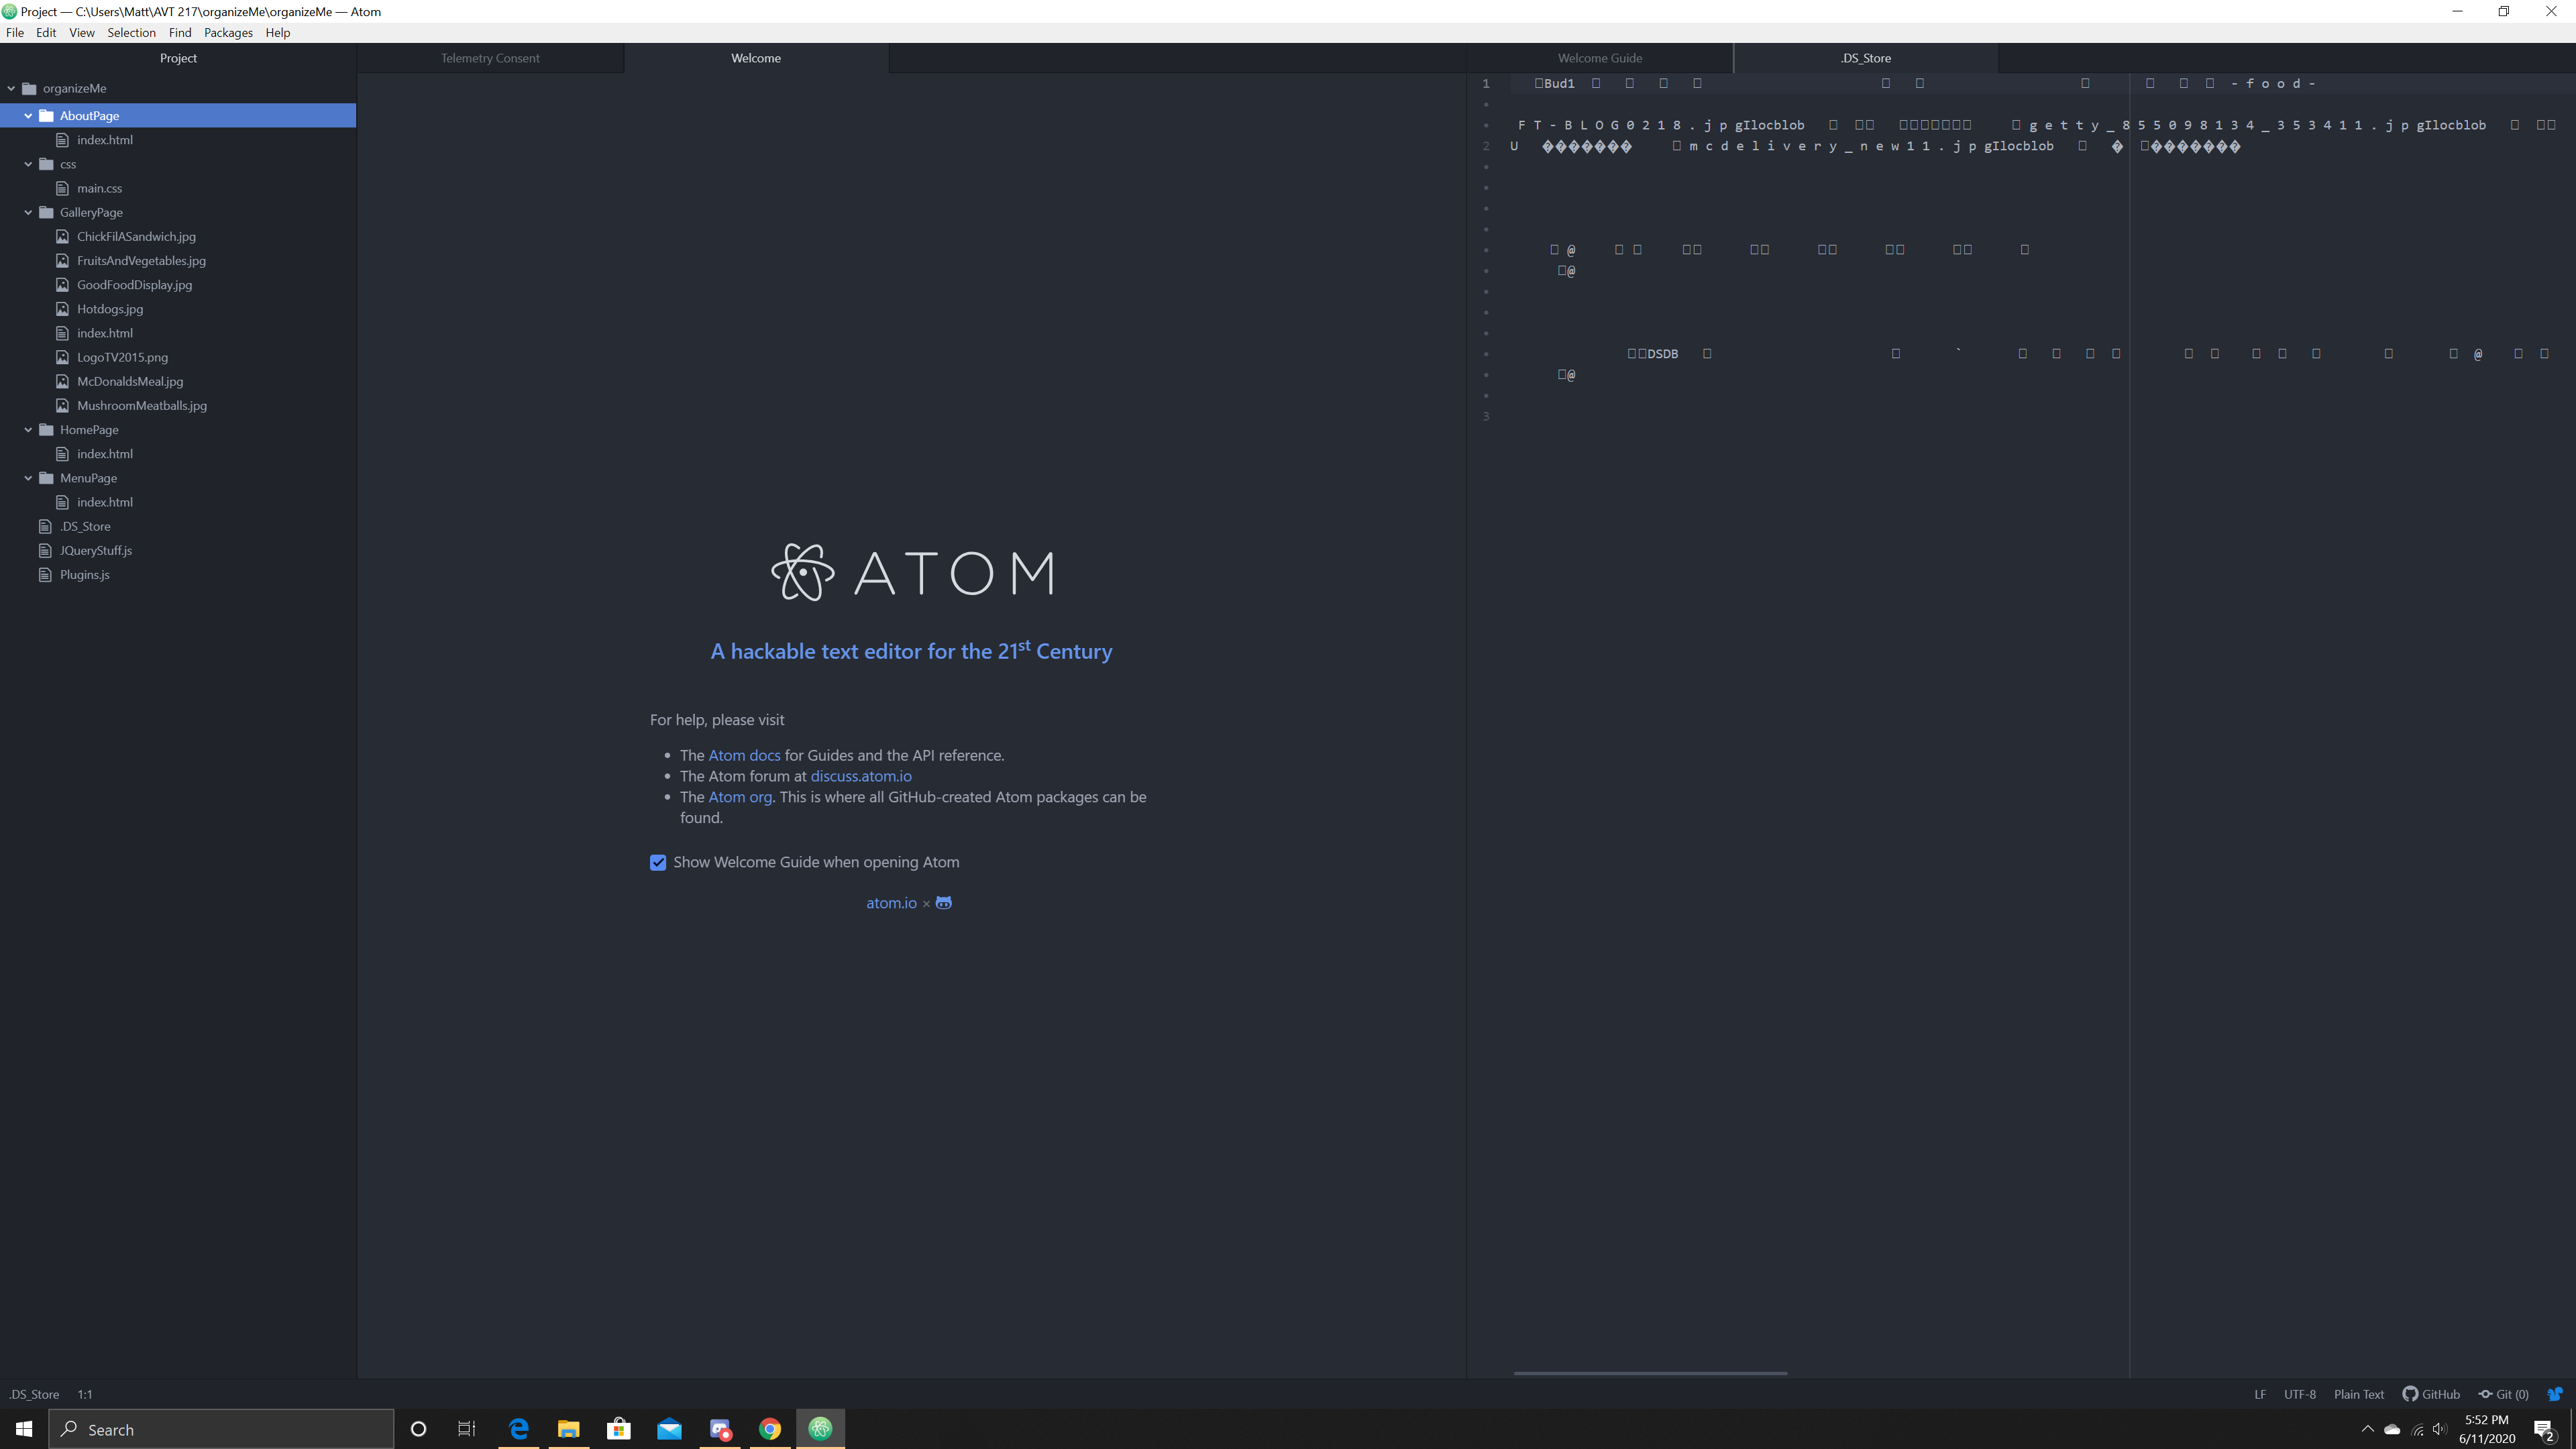 Project — C:\Users\Matt\AVT 217\organizeMe\organizeMe — Atom
File Edit View Selection Find Packages Help
Project
organizeMe
AboutPage
index.html
css
main.css
GalleryPage
ChickFilASandwich.jpg
FruitsAndVegetables.jpg
GoodFoodDisplay.jpg
Hotdogs.jpg
index.html
LogoTV2015.png
McDonaldsMeal.jpg
MushroomMeatballs.jpg
HomePage
index.html
MenuPage
index.html
.DS_Store
JQueryStuff.js
Plugins.js
Telemetry Consent
Welcome
ATOM
A hackable text editor for the 21st Century
For help, please visit
• The Atom docs for Guides and the API reference.
• The Atom forum at discuss.atom.io
• The Atom org. This is where all GitHub-created Atom packages can be
found.
Show Welcome Guide when opening Atom
atom.io ×
Welcome Guide
.DS_Store
1 Bud1 - f o o d -
F T - B L O G 0 2 1 8 . j p gIlocblob g e t t y _ 8 5 5 0 9 8 1 3 4 _ 3 5 3 4 1 1 . j p gIlocblob
2 U ������� m c d e l i v e r y _ n e w 1 1 . j p gIlocblob � �������
@
@
DSDB ` @
@
3
.DS_Store 1:1
LF UTF-8 Plain Text GitHub Git (0)
Search
5:52 PM
6/11/2020
2